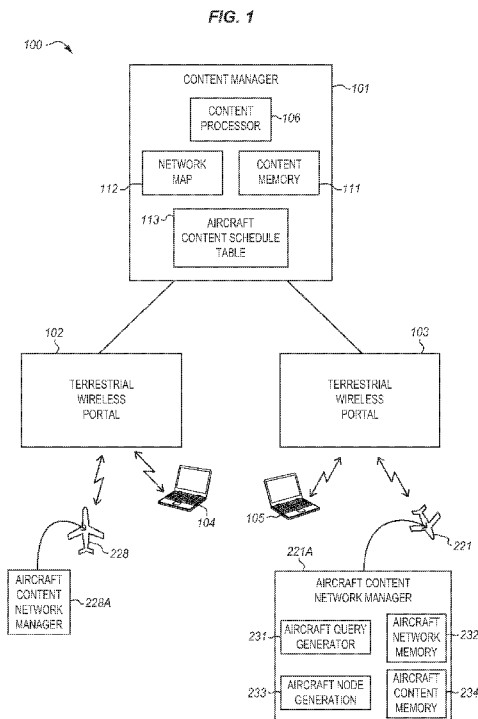 FIG. 1
100
CONTENT MANAGER
101
CONTENT
PROCESSOR
106
NETWORK
MAP
112
CONTENT
MEMORY
111
113
AIRCRAFT
CONTENT SCHEDULE
TABLE
102
TERRESTRIAL
WIRELESS
PORTAL
103
TERRESTRIAL
WIRELESS
PORTAL
104
105
228
221
AIRCRAFT
CONTENT
NETWORK
MANAGER
228A
221A
AIRCRAFT CONTENT
NETWORK MANAGER
231
AIRCRAFT QUERY
GENERATOR
AIRCRAFT
NETWORK
MEMORY
232
233
AIRCRAFT NODE
GENERATION
AIRCRAFT
CONTENT
MEMORY
234